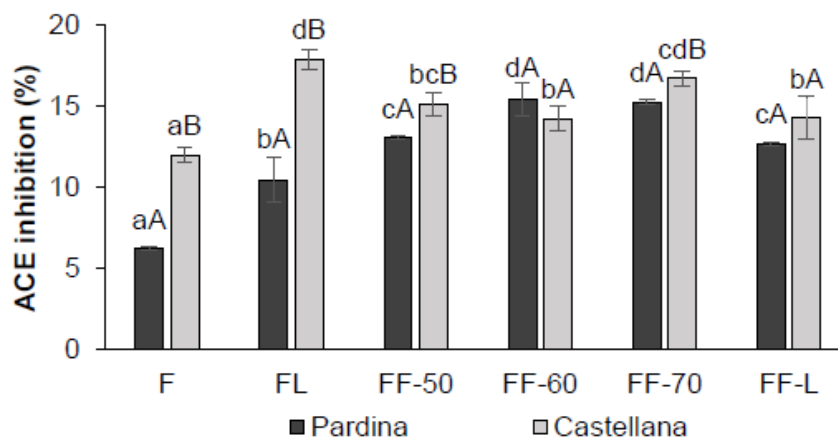 ACE inhibition (%)
20
15
10
5
0
aA aB
bA dB
cA bcB
dA bA
dA cdB
cA bA
F FL FF-50 FF-60 FF-70 FF-L
Pardina Castellana